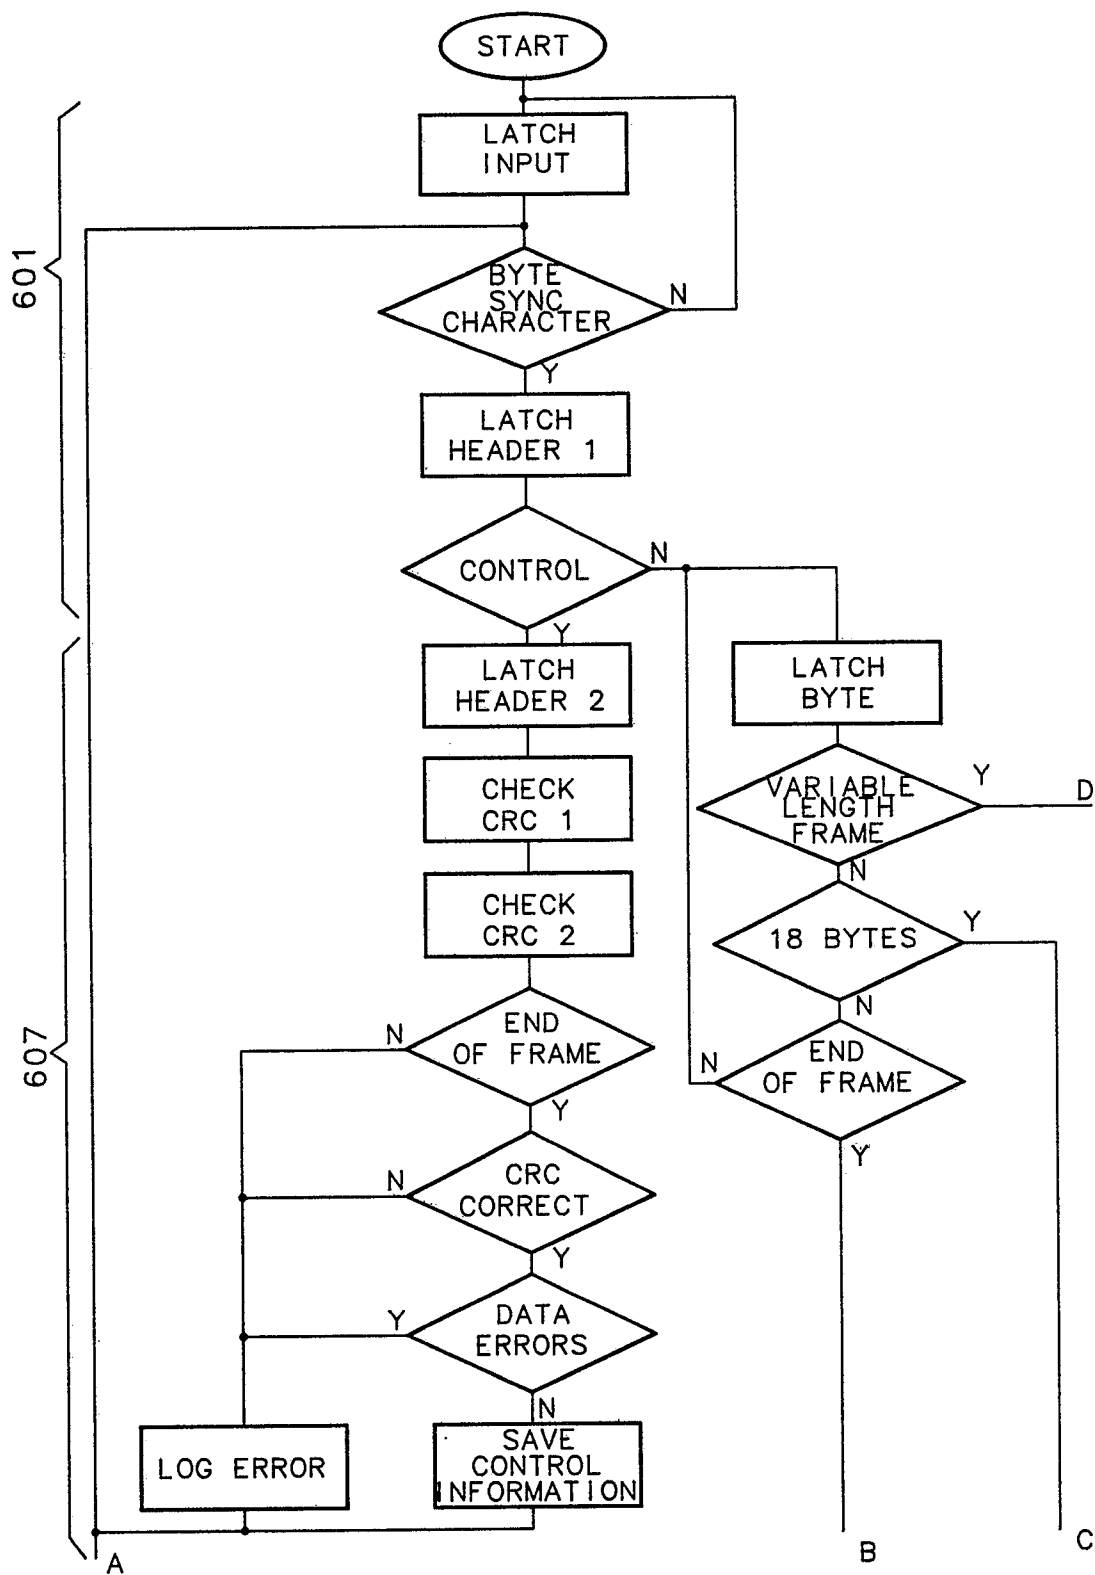 START
LATCH
INPUT
601
BYTE
SYNC
CHARACTER
N
Y
LATCH
HEADER 1
CONTROL
N
Y
LATCH
HEADER 2
LATCH
BYTE
CHECK
CRC 1
VARIABLE
LENGTH
FRAME
Y
D
N
CHECK
CRC 2
18 BYTES
Y
N
607
END
OF FRAME
N
Y
END
OF FRAME
N
Y
CRC
CORRECT
N
Y
DATA
ERRORS
Y
N
LOG ERROR
SAVE
CONTROL
INFORMATION
A
B
C